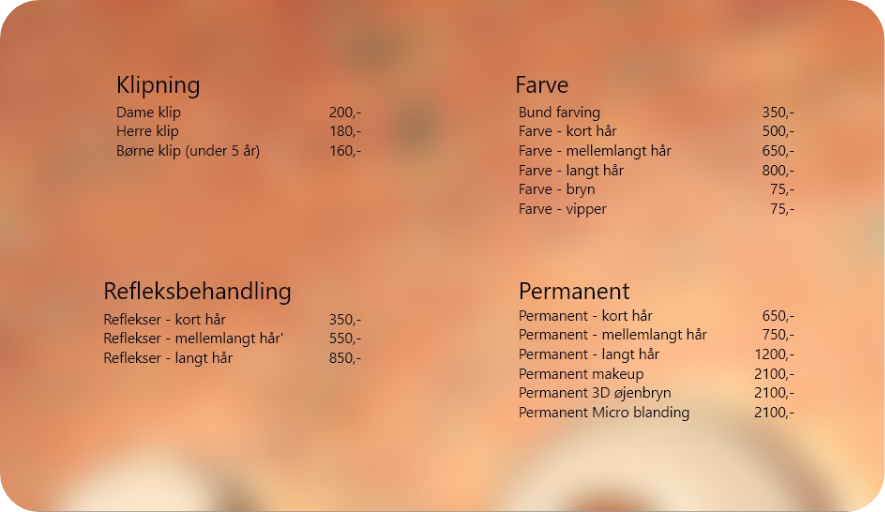 Klipning
Dame klip 200,-
Herre klip 180,-
Børne klip (under 5 år) 160,-
Farve
Bund farving 350,-
Farve - kort hår 500,-
Farve - mellemlangt hår 650,-
Farve - langt hår 800,-
Farve - bryn 75,-
Farve - vipper 75,-
Refleksbehandling
Reflekser - kort hår 350,-
Reflekser - mellemlangt hår' 550,-
Reflekser - langt hår 850,-
Permanent
Permanent - kort hår 650,-
Permanent - mellemlangt hår 750,-
Permanent - langt hår 1200,-
Permanent makeup 2100,-
Permanent 3D øjenbryn 2100,-
Permanent Micro blanding 2100,-